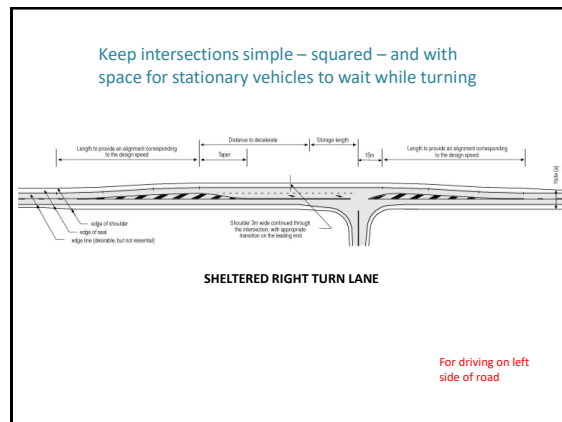 Keep intersections simple – squared – and with
space for stationary vehicles to wait while turning
Distance to decelerate
Storage length
Length to provide an alignment corresponding
to the design speed
Taper
15m
Length to provide an alignment corresponding
to the design speed
Note (a)
edge of shoulder
edge of seal
edge line (desirable, but not essential)
Shoulder 3m wide continued through
the intersection, with appropriate
transition on the leading end.
SHELTERED RIGHT TURN LANE
For driving on left
side of road